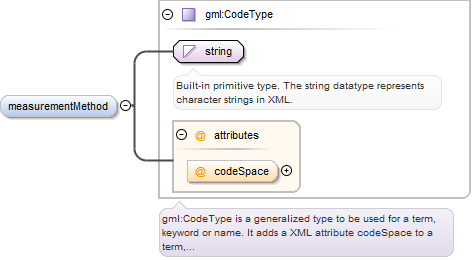 gml:CodeType
string
Built-in primitive type. The string datatype represents
character strings in XML.
measurementMethod
@ attributes
@ codeSpace
gml:CodeType is a generalized type to be used for a term,
keyword or name. It adds a XML attribute codeSpace to a
term,...